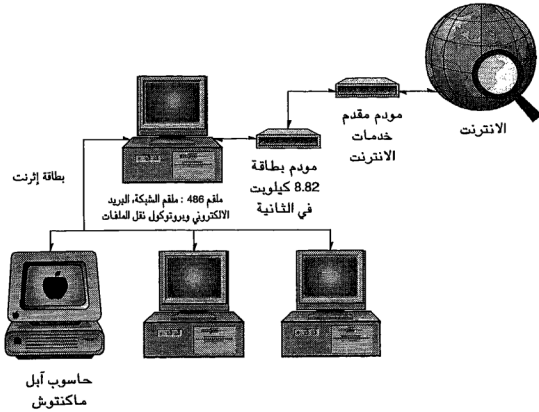 الانترنت
مودم مقدم
خدمات
الانترنت
مودم بطاقة
8.82 كيلوبت
في الثانية
بطاقة إثرنت
ملقم 486 : ملقم الشبكة، البريد
الالكتروني وبروتوكول نقل الملفات
حاسوب آبل
ماكنتوش